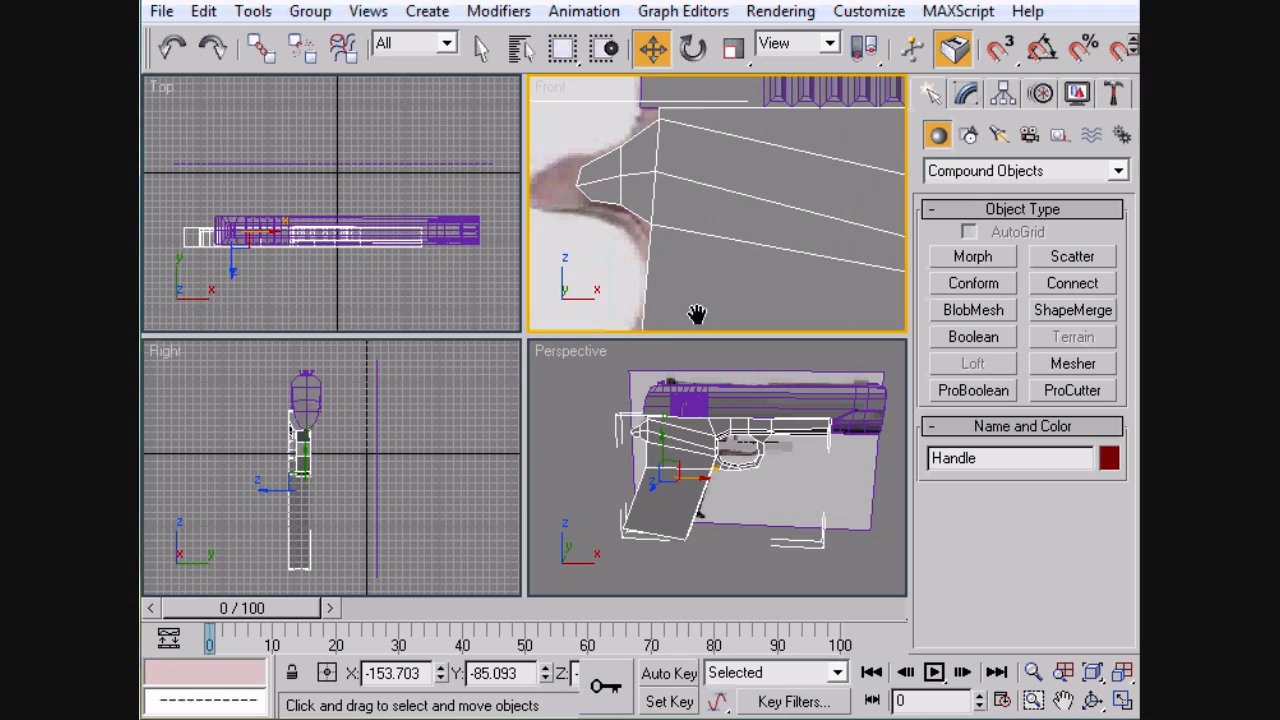 File Edit Tools Group Views Create Modifiers Animation Graph Editors Rendering Customize MAXScript Help
All View 3 %
Top Front
Compound Objects
- Object Type
AutoGrid
Morph Scatter
Conform Connect
BlobMesh ShapeMerge
Boolean Terrain
Loft Mesher
ProBoolean ProCutter
- Name and Color
Handle
y
z x
z
y x
Right Perspective
z
x y
z
y x
< 0 / 100 >
0 10 20 30 40 50 60 70 80 90 100
X: -153.703 Y: -85.093 Z: Auto Key Selected
Click and drag to select and move objects Set Key Key Filters... 0